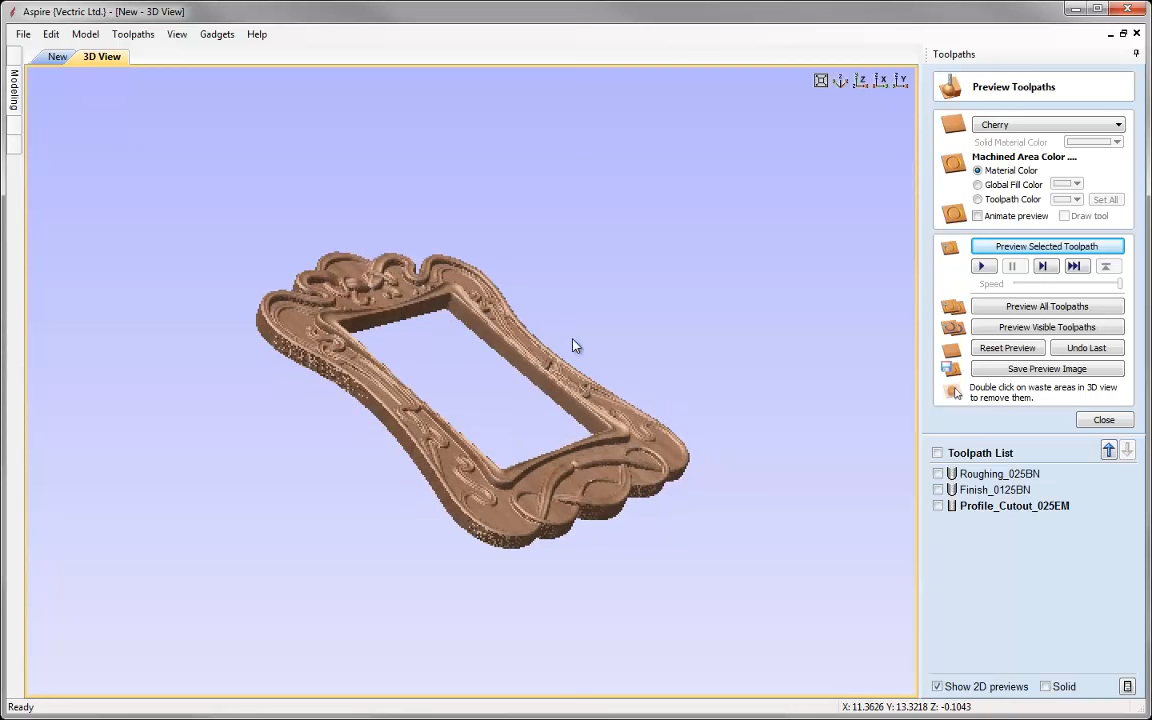 Aspire {Vectric Ltd.} - [New - 3D View]
File Edit Model Toolpaths View Gadgets Help
New 3D View
Modeling
Z X Y
Toolpaths
Preview Toolpaths
Cherry
Solid Material Color
Machined Area Color ....
Material Color
Global Fill Color
Toolpath Color Set All
Animate preview Draw tool
Preview Selected Toolpath
Speed
Preview All Toolpaths
Preview Visible Toolpaths
Reset Preview Undo Last
Save Preview Image
Double click on waste areas in 3D view
to remove them.
Close
Toolpath List
Roughing_025BN
Finish_0125BN
Profile_Cutout_025EM
Show 2D previews Solid
Ready X: 11.3626 Y: 13.3218 Z: -0.1043